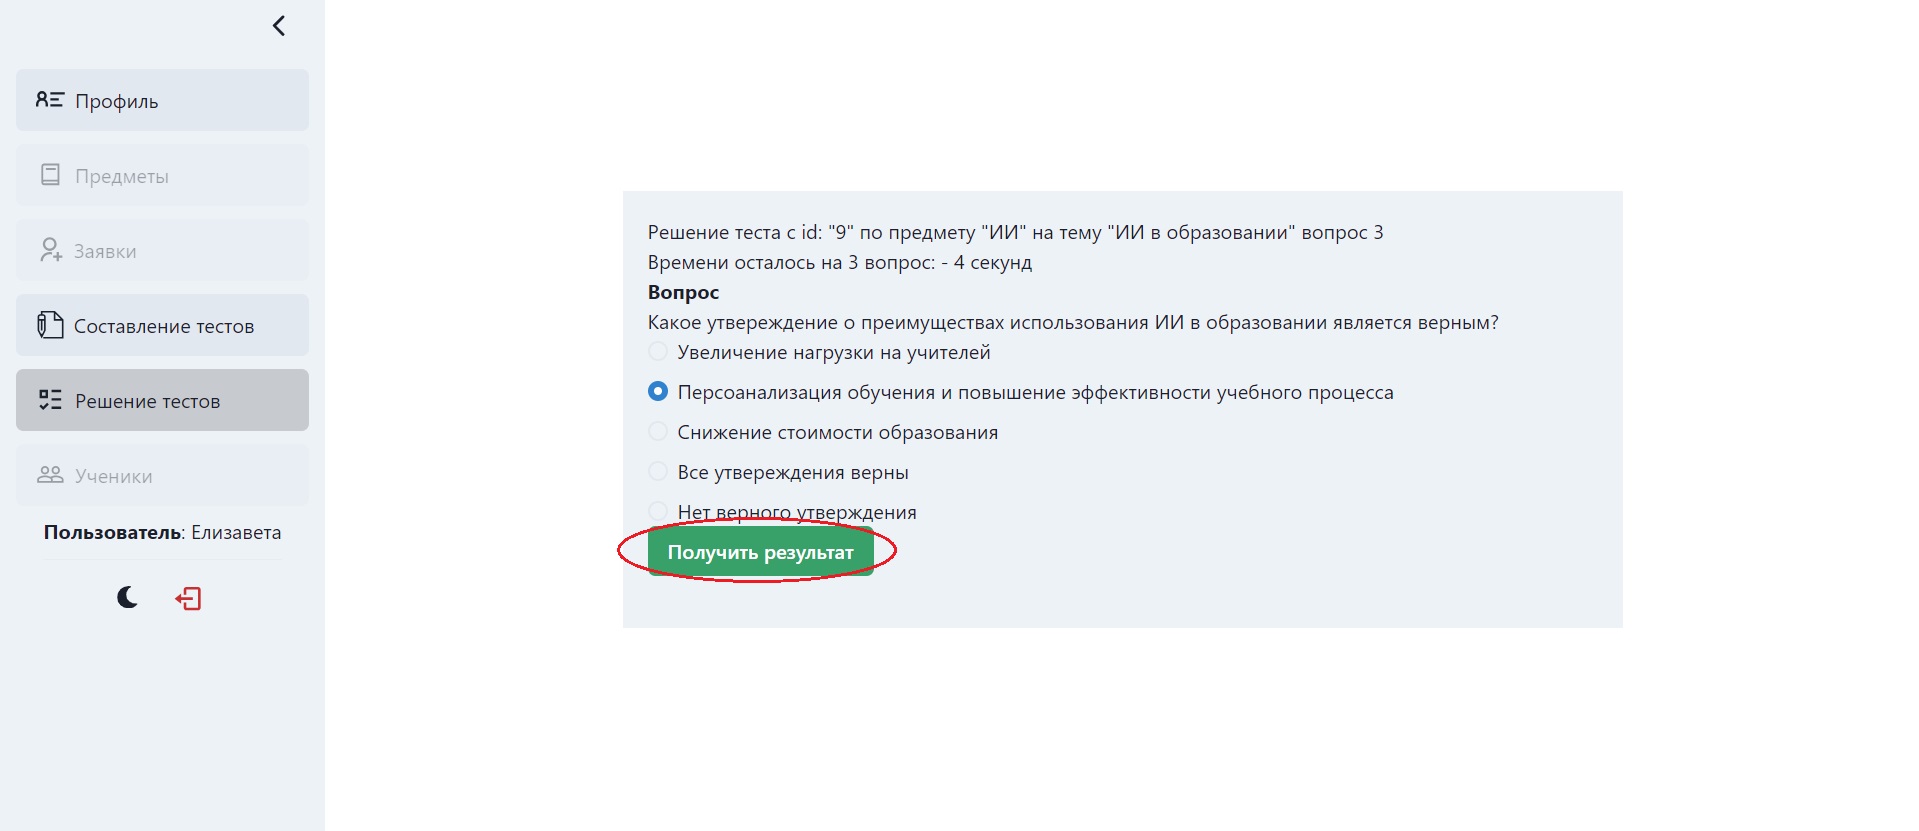 Профиль
Предметы
Заявки
Составление тестов
Решение тестов
Ученики
Пользователь: Елизавета
Решение теста с id: "9" по предмету "ИИ" на тему "ИИ в образовании" вопрос 3
Времени осталось на 3 вопрос: - 4 секунд
Вопрос
Какое утвереждение о преимуществах использования ИИ в образовании является верным?
Увеличение нагрузки на учителей
Персоанализация обучения и повышение эффективности учебного процесса
Снижение стоимости образования
Все утвереждения верны
Нет верного утверждения
Получить результат